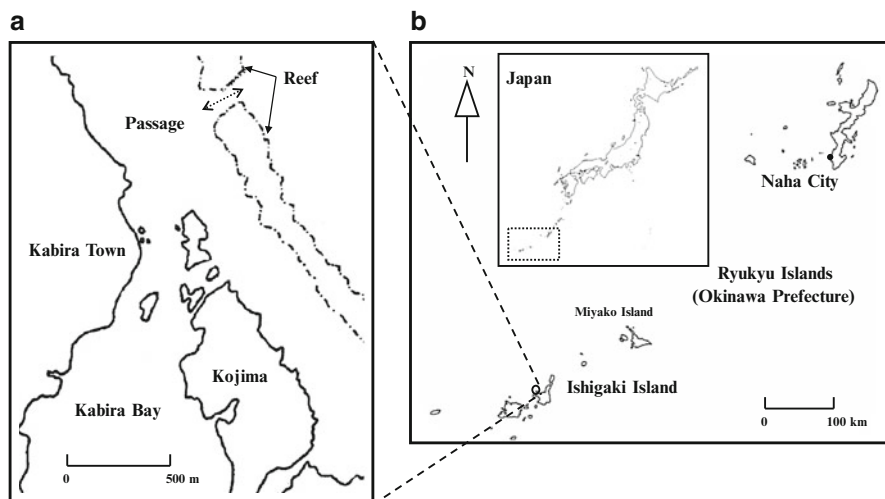 a
Reef
Passage
Kabira Town
Kojima
Kabira Bay
0 500 m
b
N
Japan
Naha City
Ryukyu Islands
(Okinawa Prefecture)
Miyako Island
Ishigaki Island
0 100 km